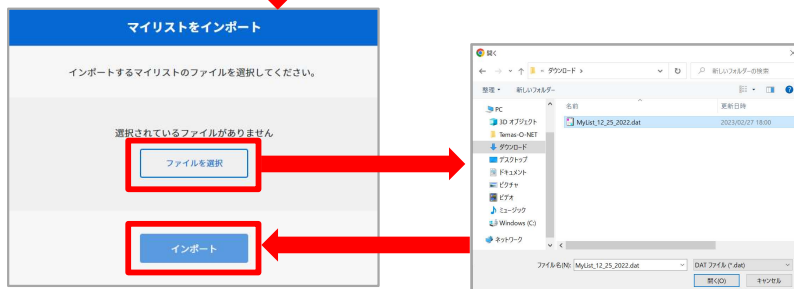 マイリストをインポート
インポートするマイリストのファイルを選択してください。
選択されているファイルがありません
ファイルを選択
インポート
開く
ダウンロード
新しいフォルダーの検索
整理
新しいフォルダー
名前
更新日時
PC
3D オブジェクト
Temas-O-NET
ダウンロード
デスクトップ
ドキュメント
ピクチャ
ビデオ
ミュージック
Windows (C:)
ネットワーク
MyList_12_25_2022.dat
2023/02/27 18:00
ファイル名(N):
MyList_12_25_2022.dat
DAT ファイル (*.dat)
開く(O)
キャンセル